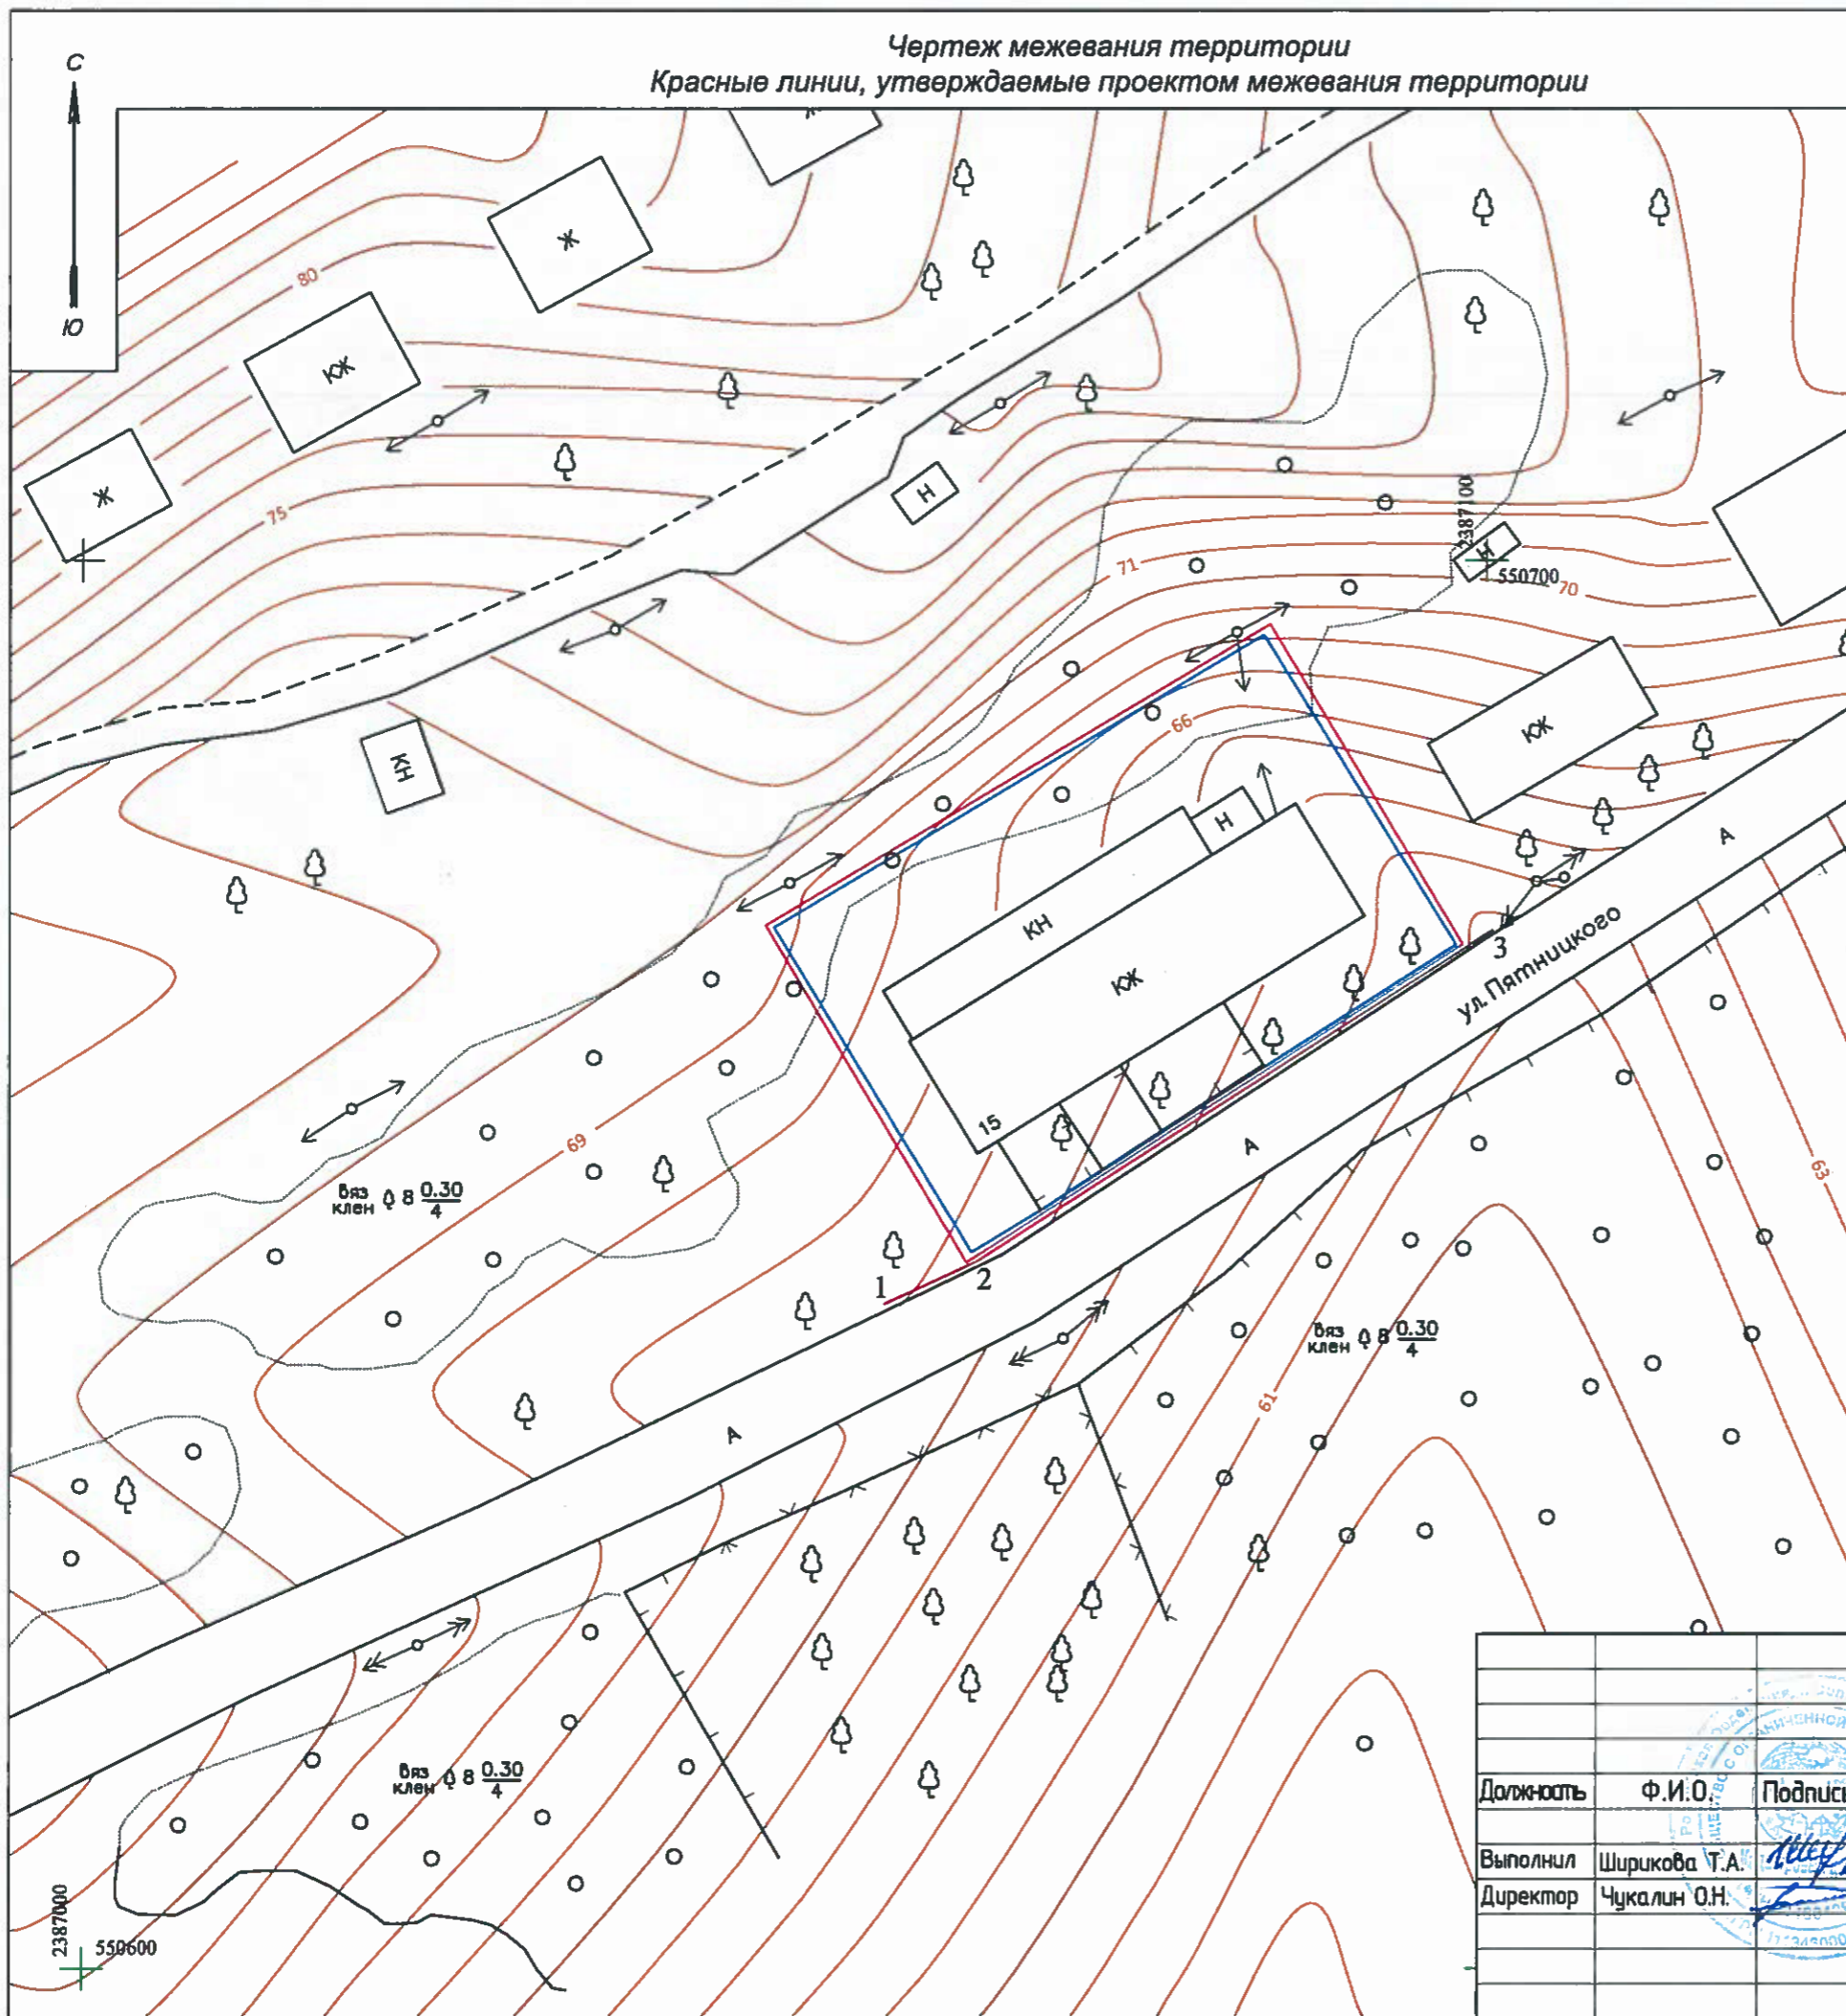 Чертеж межевания территории
Красные линии, утверждаемые проектом межевания территории
С
Ю
Ж
80
Ж
КЖ
Ж
75
Н
2387100
Н
550700
70
71
КН
66
КЖ
Н
КН
КЖ
А
ул. Пятницкого
3
15
А
69
вяз
клен 8 0.30
4
1
2
63
вяз
клен 8 0.30
4
61
А
вяз
клен 8 0.30
4
Должность Ф.И.О. Подпись
Выполнил Ширикова Т.А.
Директор Чукалин О.Н.
2387000
550600